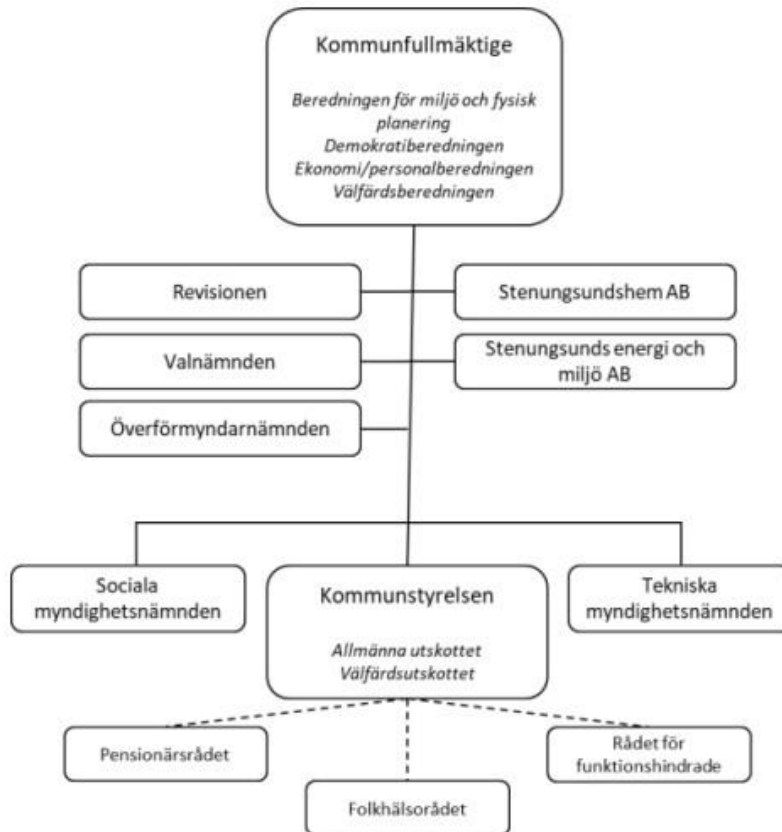 Kommunfullmäktige
Beredningen för miljö och fysisk
planering
Demokratiberedningen
Ekonomi/personalberedningen
Välfärdsberedningen
Revisionen
Stenungsundshem AB
Valnämnden
Stenungsunds energi och
miljö AB
Överförmyndarnämnden
Sociala
myndighetsnämnden
Kommunstyrelsen
Allmänna utskottet
Välfärdsutskottet
Tekniska
myndighetsnämnden
Pensionärsrådet
Folkhälsorådet
Rådet för
funktionshindrade